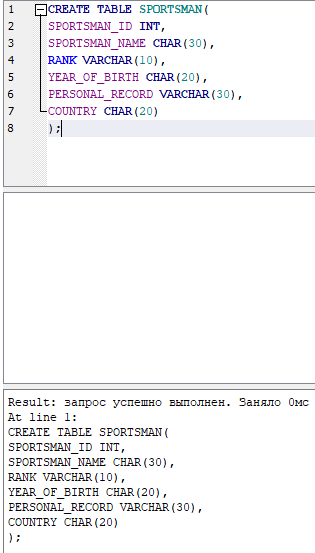 1 CREATE TABLE SPORTSMAN(
2 SPORTSMAN_ID INT,
3 SPORTSMAN_NAME CHAR(30),
4 RANK VARCHAR(10),
5 YEAR_OF_BIRTH CHAR(20),
6 PERSONAL_RECORD VARCHAR(30),
7 COUNTRY CHAR(20)
8 );
Result: запрос успешно выполнен. Заняло 0мс
At line 1:
CREATE TABLE SPORTSMAN(
SPORTSMAN_ID INT,
SPORTSMAN_NAME CHAR(30),
RANK VARCHAR(10),
YEAR_OF_BIRTH CHAR(20),
PERSONAL_RECORD VARCHAR(30),
COUNTRY CHAR(20)
);